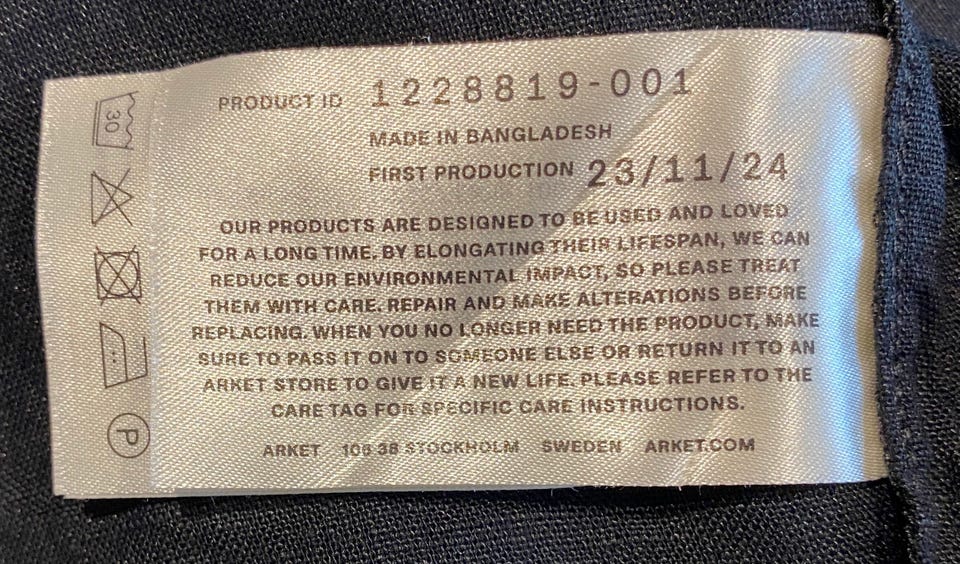 PRODUCT ID 1228819-001
MADE IN BANGLADESH
FIRST PRODUCTION 23/11/24
OUR PRODUCTS ARE DESIGNED TO BE USED AND LOVED
FOR A LONG TIME. BY ELONGATING THEIR LIFESPAN, WE CAN
REDUCE OUR ENVIRONMENTAL IMPACT, SO PLEASE TREAT
THEM WITH CARE. REPAIR AND MAKE ALTERATIONS BEFORE
REPLACING. WHEN YOU NO LONGER NEED THE PRODUCT, MAKE
SURE TO PASS IT ON TO SOMEONE ELSE OR RETURN IT TO AN
ARKET STORE TO GIVE IT A NEW LIFE. PLEASE REFER TO THE
CARE TAG FOR SPECIFIC CARE INSTRUCTIONS.
ARKET 106 38 STOCKHOLM SWEDEN ARKET.COM
30
P